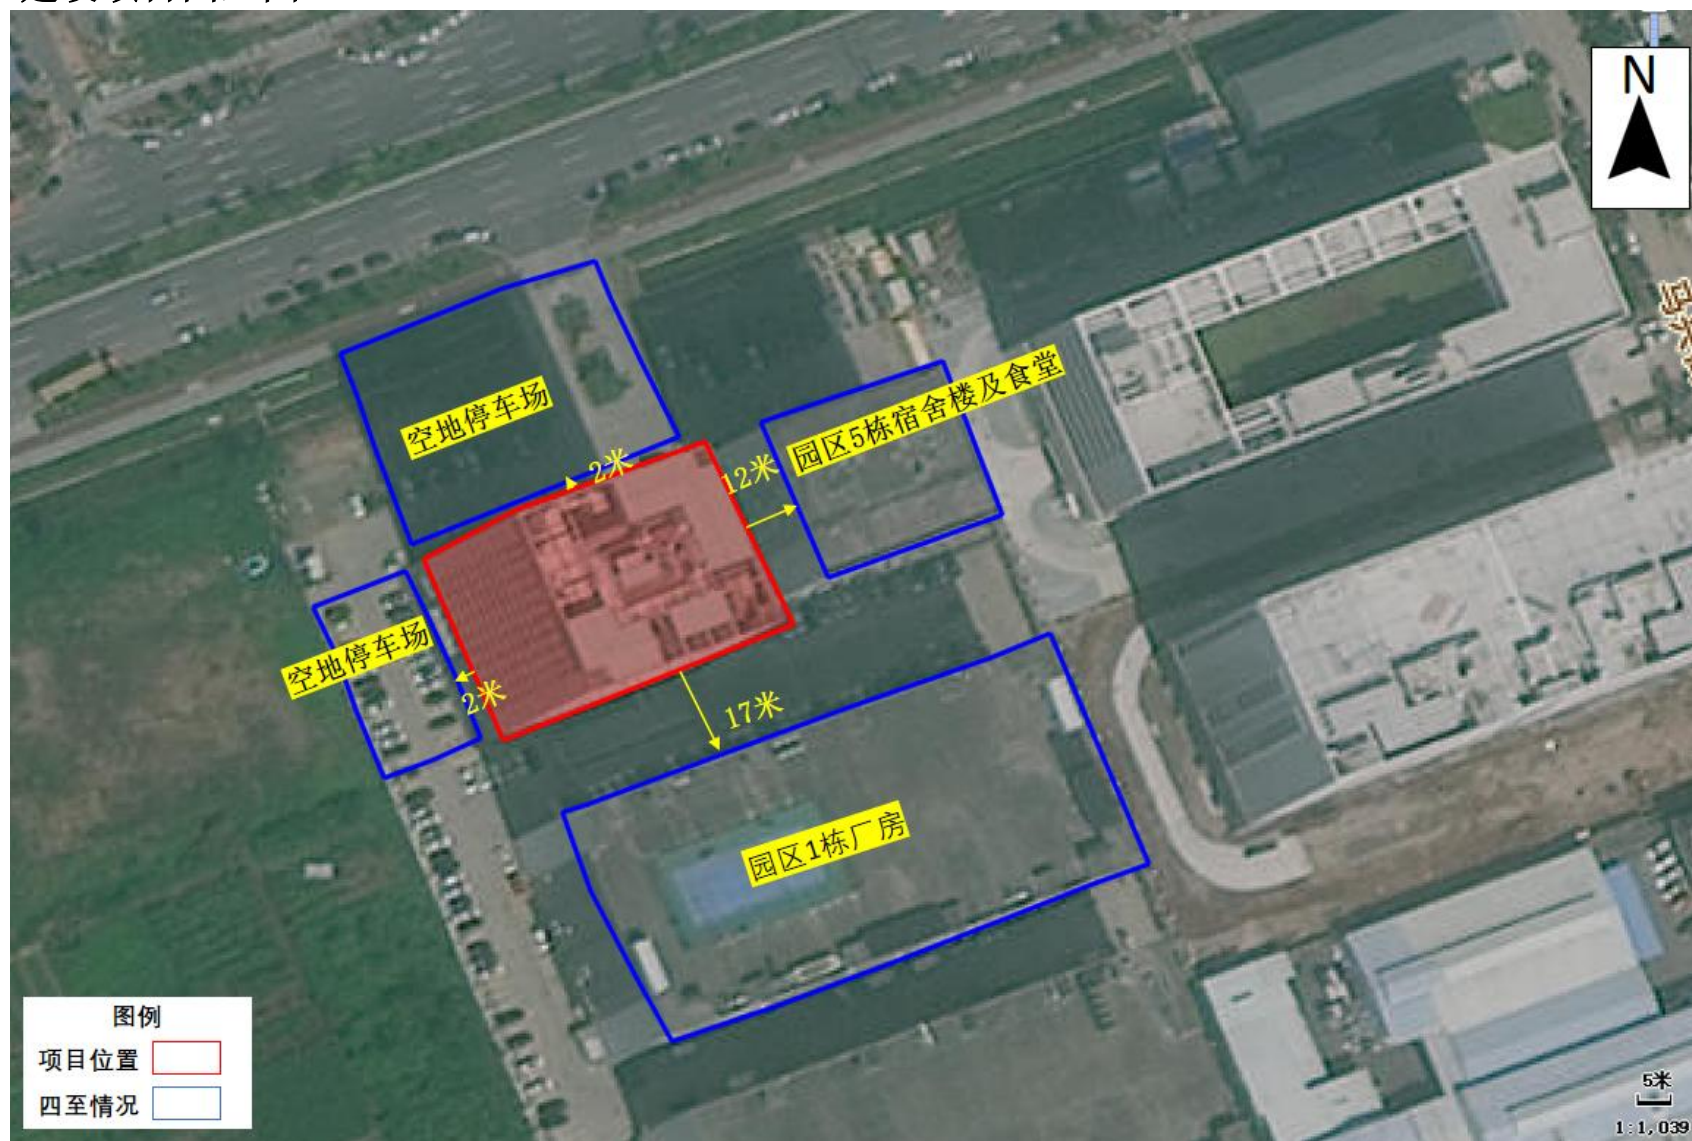 N
空地停车场
园区5栋宿舍楼及食堂
2米
12米
空地停车场
2米
17米
园区1栋厂房
图例
项目位置
四至情况
5米
1:1,039